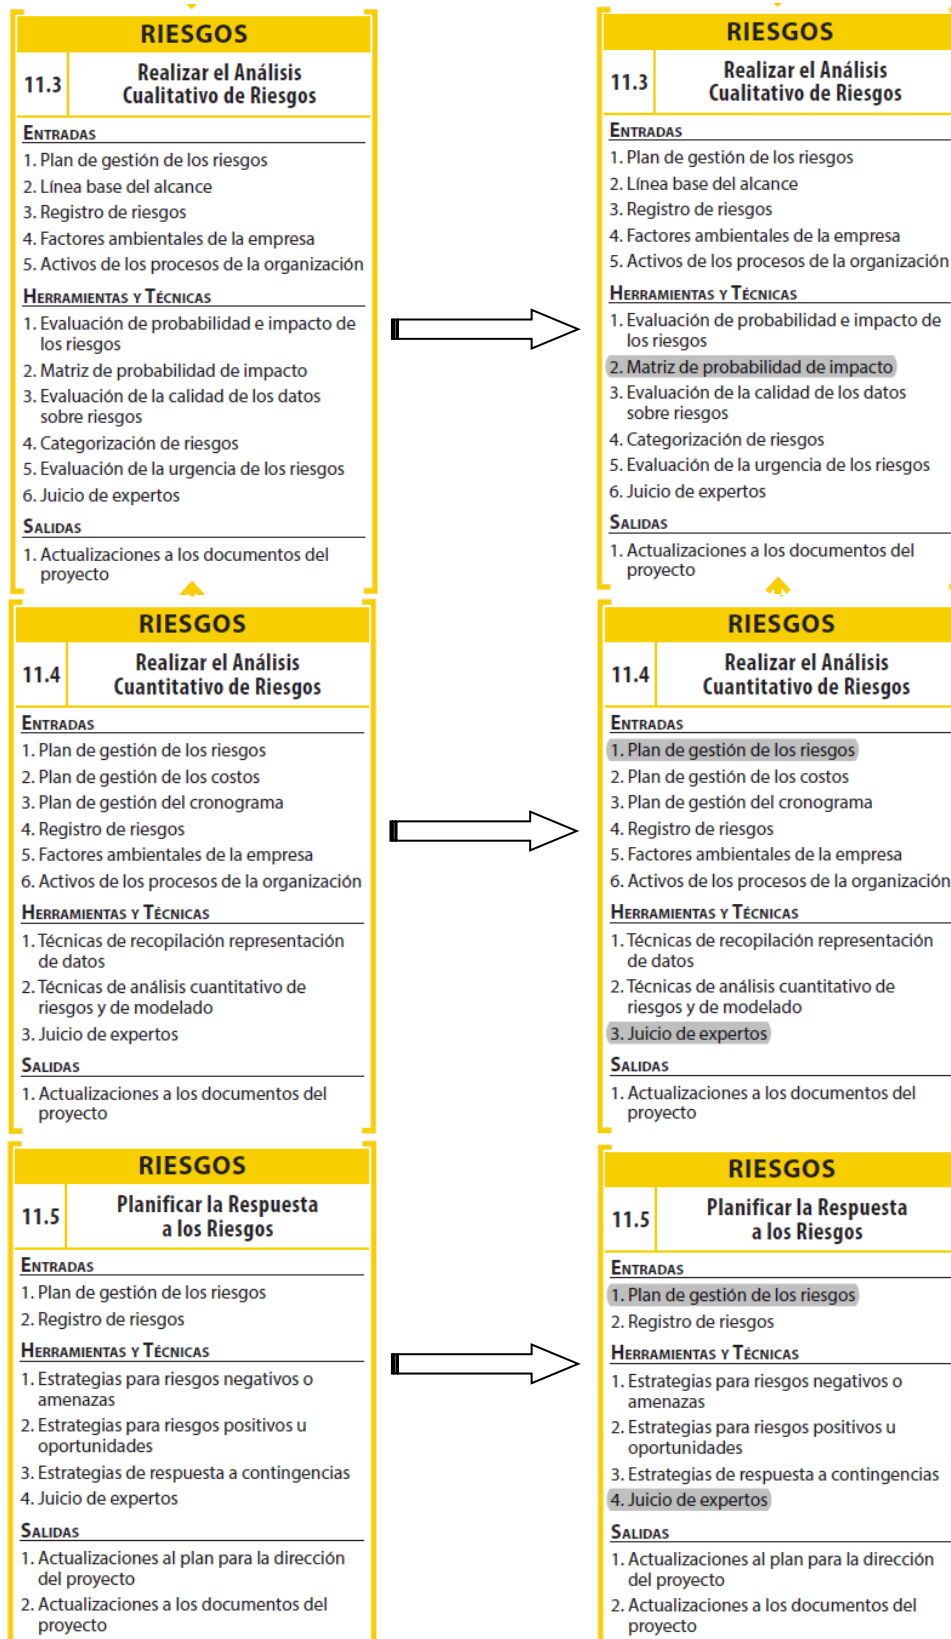 RIESGOS
11.3
Realizar el Análisis
Cualitativo de Riesgos
ENTRADAS
1. Plan de gestión de los riesgos
2. Línea base del alcance
3. Registro de riesgos
4. Factores ambientales de la empresa
5. Activos de los procesos de la organización
HERRAMIENTAS Y TÉCNICAS
1. Evaluación de probabilidad e impacto de
los riesgos
2. Matriz de probabilidad de impacto
3. Evaluación de la calidad de los datos
sobre riesgos
4. Categorización de riesgos
5. Evaluación de la urgencia de los riesgos
6. Juicio de expertos
SALIDAS
1. Actualizaciones a los documentos del
proyecto
RIESGOS
11.3
Realizar el Análisis
Cualitativo de Riesgos
ENTRADAS
1. Plan de gestión de los riesgos
2. Línea base del alcance
3. Registro de riesgos
4. Factores ambientales de la empresa
5. Activos de los procesos de la organización
HERRAMIENTAS Y TÉCNICAS
1. Evaluación de probabilidad e impacto de
los riesgos
2. Matriz de probabilidad de impacto
3. Evaluación de la calidad de los datos
sobre riesgos
4. Categorización de riesgos
5. Evaluación de la urgencia de los riesgos
6. Juicio de expertos
SALIDAS
1. Actualizaciones a los documentos del
proyecto
RIESGOS
11.4
Realizar el Análisis
Cuantitativo de Riesgos
ENTRADAS
1. Plan de gestión de los riesgos
2. Plan de gestión de los costos
3. Plan de gestión del cronograma
4. Registro de riesgos
5. Factores ambientales de la empresa
6. Activos de los procesos de la organización
HERRAMIENTAS Y TÉCNICAS
1. Técnicas de recopilación representación
de datos
2. Técnicas de análisis cuantitativo de
riesgos y de modelado
3. Juicio de expertos
SALIDAS
1. Actualizaciones a los documentos del
proyecto
RIESGOS
11.4
Realizar el Análisis
Cuantitativo de Riesgos
ENTRADAS
1. Plan de gestión de los riesgos
2. Plan de gestión de los costos
3. Plan de gestión del cronograma
4. Registro de riesgos
5. Factores ambientales de la empresa
6. Activos de los procesos de la organización
HERRAMIENTAS Y TÉCNICAS
1. Técnicas de recopilación representación
de datos
2. Técnicas de análisis cuantitativo de
riesgos y de modelado
3. Juicio de expertos
SALIDAS
1. Actualizaciones a los documentos del
proyecto
RIESGOS
11.5
Planificar la Respuesta
a los Riesgos
ENTRADAS
1. Plan de gestión de los riesgos
2. Registro de riesgos
HERRAMIENTAS Y TÉCNICAS
1. Estrategias para riesgos negativos o
amenazas
2. Estrategias para riesgos positivos u
oportunidades
3. Estrategias de respuesta a contingencias
4. Juicio de expertos
SALIDAS
1. Actualizaciones al plan para la dirección
del proyecto
2. Actualizaciones a los documentos del
proyecto
RIESGOS
11.5
Planificar la Respuesta
a los Riesgos
ENTRADAS
1. Plan de gestión de los riesgos
2. Registro de riesgos
HERRAMIENTAS Y TÉCNICAS
1. Estrategias para riesgos negativos o
amenazas
2. Estrategias para riesgos positivos u
oportunidades
3. Estrategias de respuesta a contingencias
4. Juicio de expertos
SALIDAS
1. Actualizaciones al plan para la dirección
del proyecto
2. Actualizaciones a los documentos del
proyecto